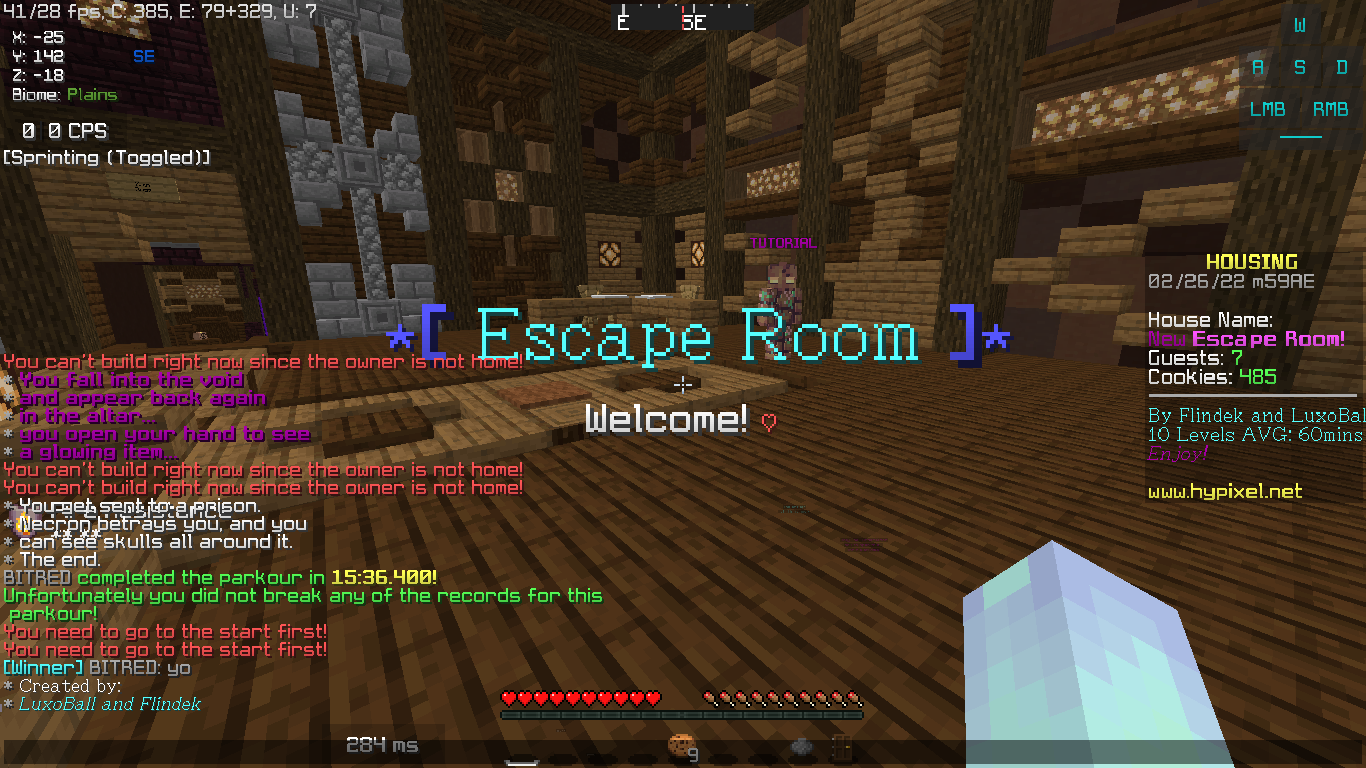 41/28 fps, C: 385, E: 79+329, U: 7
X: -25
Y: 142
SE
Z: -18
Biome: Plains
0 0 CPS
[Sprinting (Toggled)]
E SE
W
A S D
LMB RMB
TUTORIAL
*[ Escape Room ]*
Welcome! ♡
HOUSING
02/26/22 m59AE
House Name:
New Escape Room!
Guests: 7
Cookies: 485
By Flindek and LuxoBal
10 Levels AVG: 60mins
Enjoy!
www.hypixel.net
You can't build right now since the owner is not home!
* You fall into the void
* and appear back again
* in the altar...
* you open your hand to see
* a glowing item...
You can't build right now since the owner is not home!
You can't build right now since the owner is not home!
* You get sent to a prison.
* Necron betrays you, and you
* can see skulls all around it.
* The end.
BITRED completed the parkour in 15:36.400!
Unfortunately you did not break any of the records for this
parkour!
You need to go to the start first!
You need to go to the start first!
[Winner] BITRED: yo
* Created by:
* LuxoBall and Flindek
284 ms
9